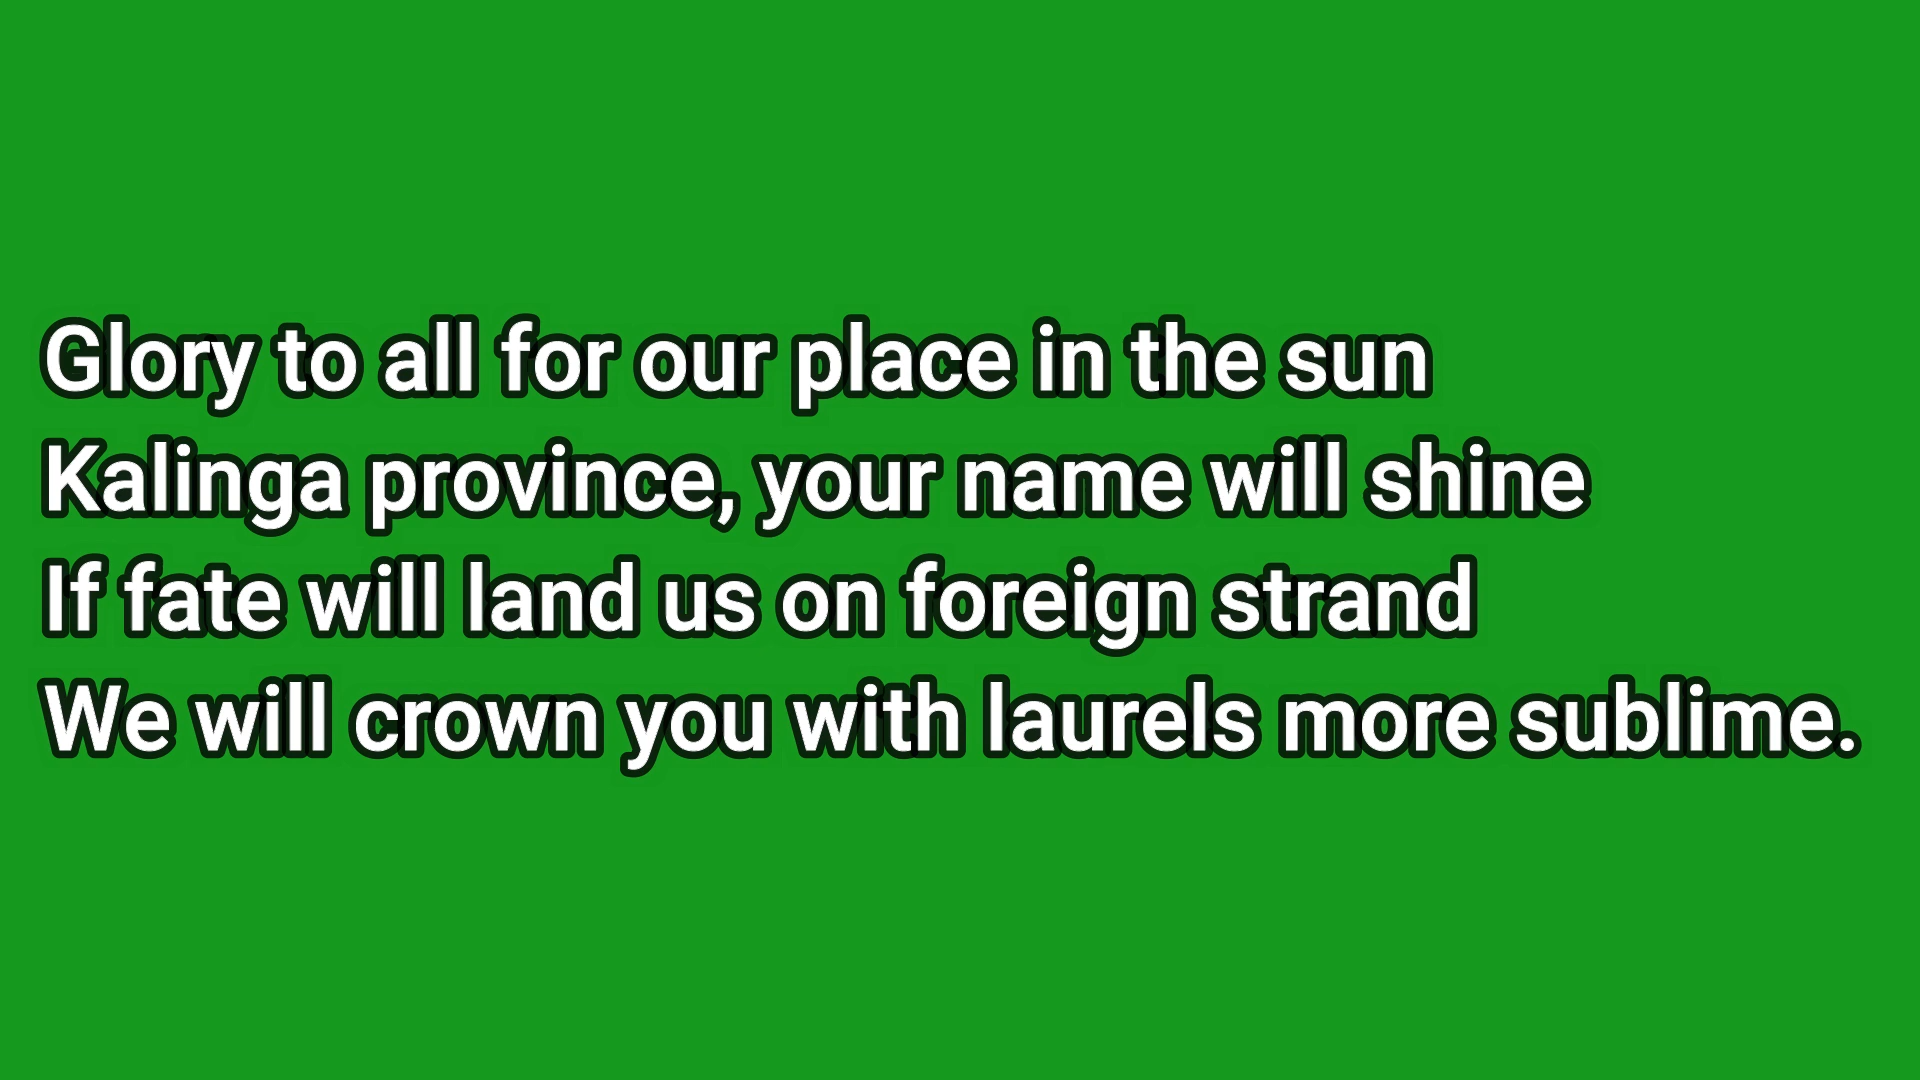 Glory to all for our place in the sun
Kalinga province, your name will shine
If fate will land us on foreign strand
We will crown you with laurels more sublime.